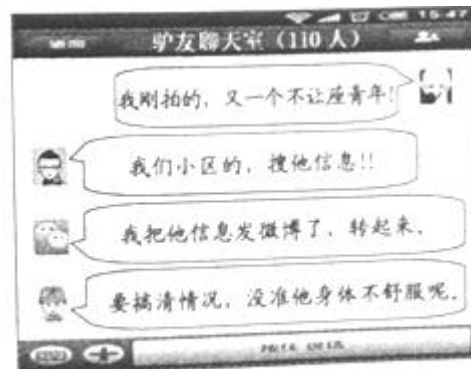 15:47
驴友聊天室（110人）
我刚拍的，又一个不让座青年!
我们小区的，搜他信息!!
我把他信息发微博了，转起来。
要搞清情况，没准他身体不舒服呢。